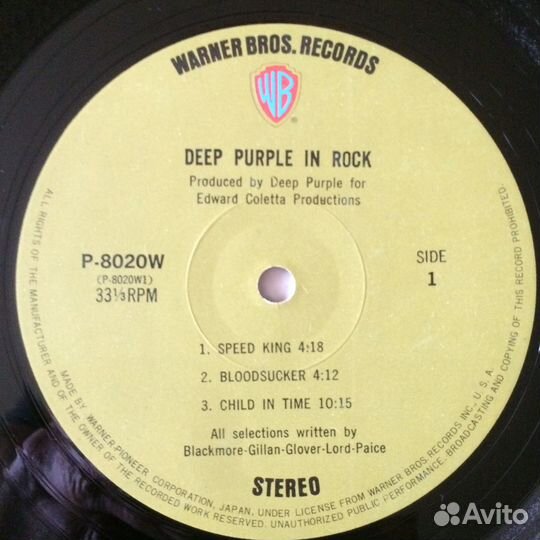 WARNER BROS. RECORDS
WB
DEEP PURPLE IN ROCK
Produced by Deep Purple for
Edward Coletta Productions
P-8020W
(P-8020W1)
33⅓RPM
SIDE
1
1. SPEED KING 4:18
2. BLOODSUCKER 4:12
3. CHILD IN TIME 10:15
All selections written by
Blackmore-Gillan-Glover-Lord-Paice
STEREO
MADE BY WARNER-PIONEER CORPORATION, JAPAN. UNDER LICENSE FROM WARNER BROS. RECORDS INC., U.S.A.
ALL RIGHTS OF THE MANUFACTURER AND OF THE OWNER OF THE RECORDED WORK RESERVED. UNAUTHORIZED PUBLIC PERFORMANCE, BROADCASTING AND COPYING OF THIS RECORD PROHIBITED.
Avito